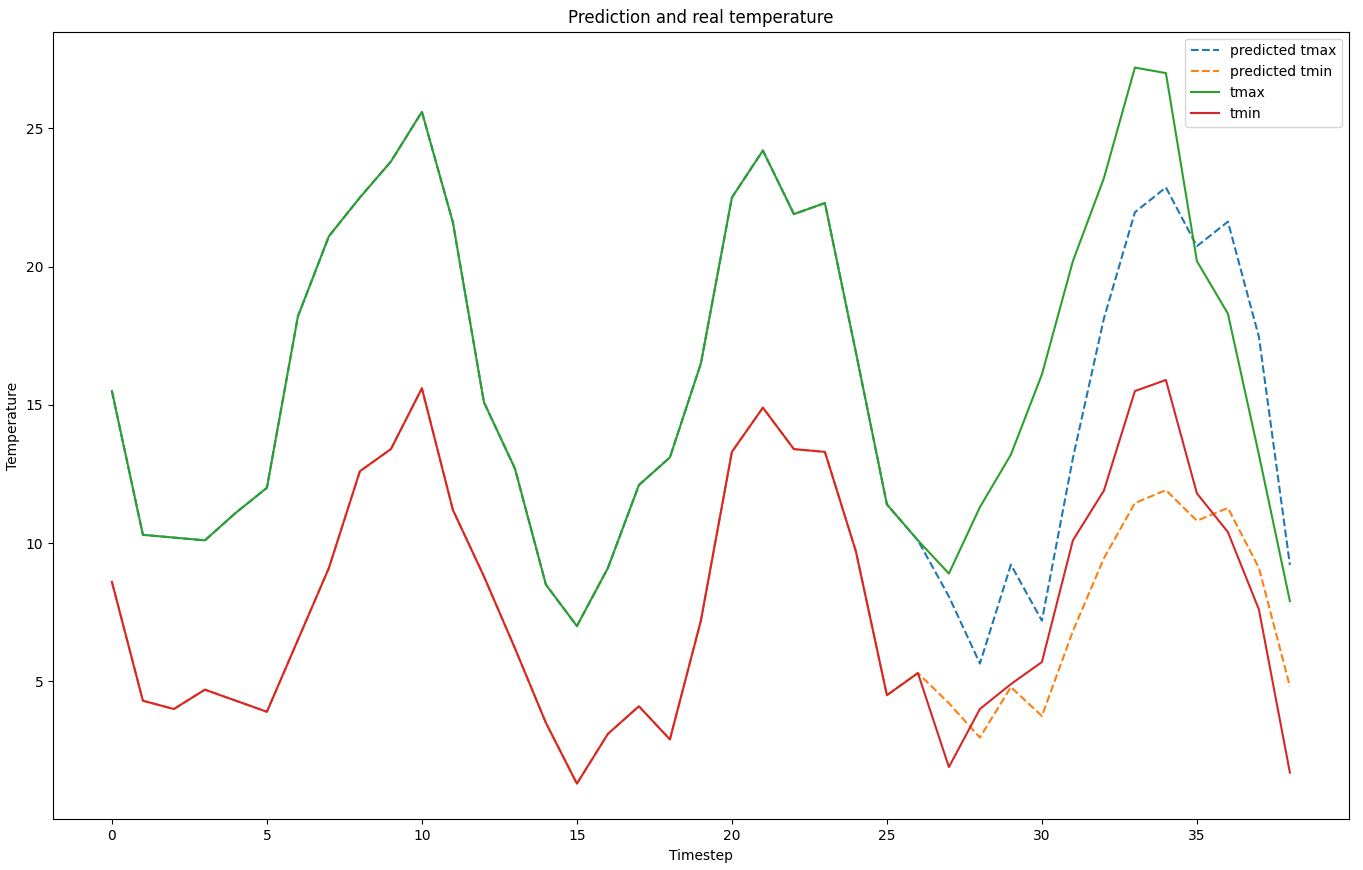 Prediction and real temperature
predicted tmax
predicted tmin
tmax
tmin
25
20
15
10
5
Temperature
0 5 10 15 20 25 30 35
Timestep